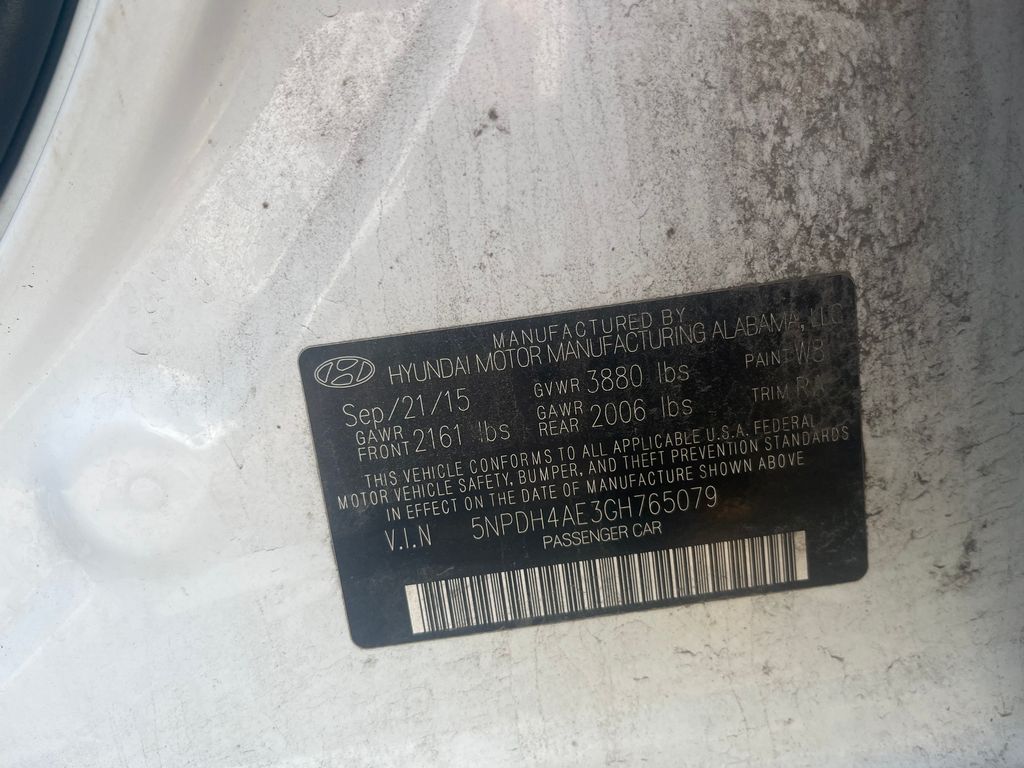 MANUFACTURED BY
HYUNDAI MOTOR MANUFACTURING ALABAMA, LLC
Sep/21/15 GVWR 3880 lbs PAINT W8
GAWR FRONT 2161 lbs GAWR REAR 2006 lbs TRIM
THIS VEHICLE CONFORMS TO ALL APPLICABLE U.S.A. FEDERAL
MOTOR VEHICLE SAFETY, BUMPER, AND THEFT PREVENTION STANDARDS
IN EFFECT ON THE DATE OF MANUFACTURE SHOWN ABOVE
V.I.N 5NPDH4AE3GH765079
PASSENGER CAR